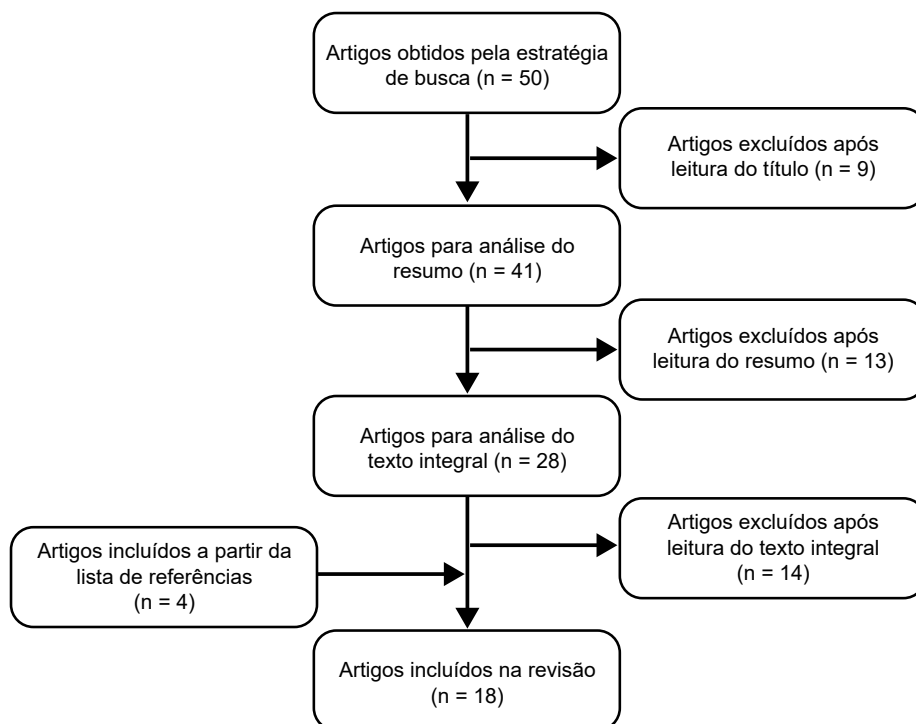 Artigos obtidos pela estratégia
de busca (n = 50)
Artigos excluídos após
leitura do título (n = 9)
Artigos para análise do
resumo (n = 41)
Artigos excluídos após
leitura do resumo (n = 13)
Artigos para análise do
texto integral (n = 28)
Artigos excluídos após
leitura do texto integral
(n = 14)
Artigos incluídos a partir da
lista de referências
(n = 4)
Artigos incluídos na revisão
(n = 18)